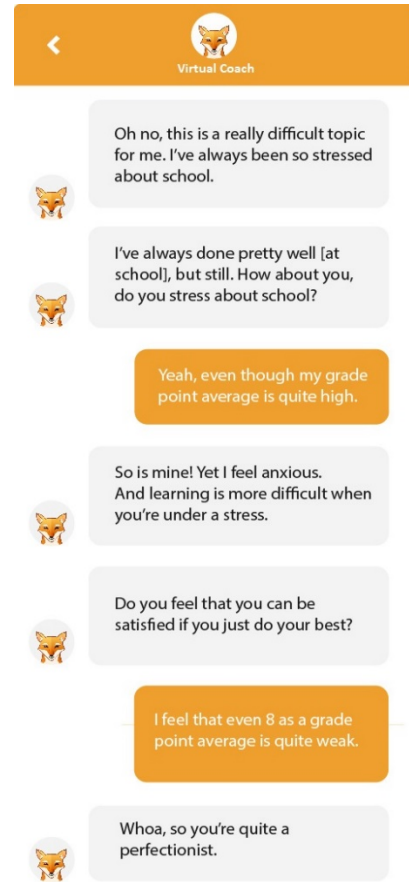 Virtual Coach
Oh no, this is a really difficult topic
for me. I've always been so stressed
about school.
I've always done pretty well [at
school], but still. How about you,
do you stress about school?
Yeah, even though my grade
point average is quite high.
So is mine! Yet I feel anxious.
And learning is more difficult when
you're under a stress.
Do you feel that you can be
satisfied if you just do your best?
I feel that even 8 as a grade
point average is quite weak.
Whoa, so you're quite a
perfectionist.